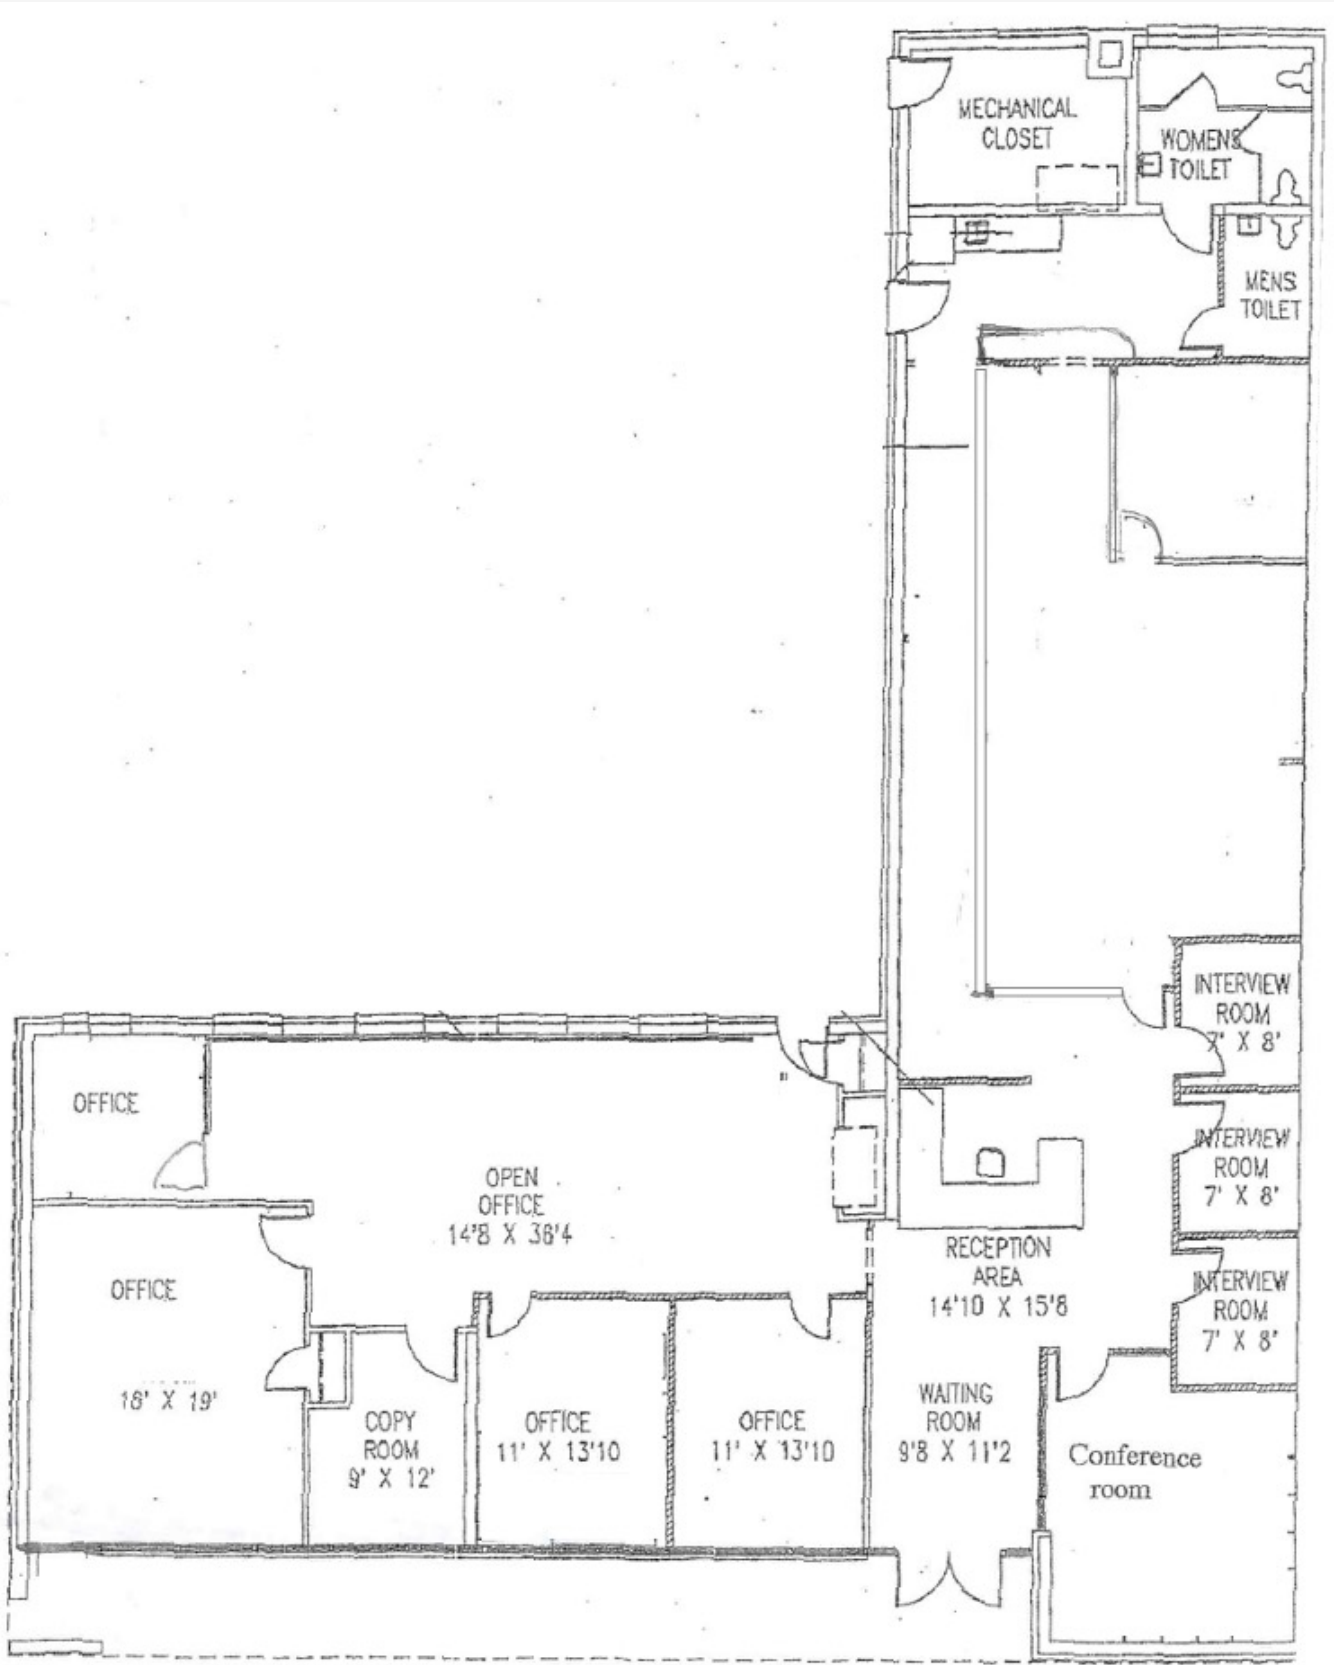 MECHANICAL
CLOSET
WOMENS
TOILET
MENS
TOILET
INTERVIEW
ROOM
7' X 8'
OFFICE
INTERVIEW
ROOM
7' X 8'
OPEN
OFFICE
14'8 X 36'4
RECEPTION
AREA
14'10 X 15'8
INTERVIEW
ROOM
7' X 8'
OFFICE
18' X 19'
COPY
ROOM
9' X 12'
OFFICE
11' X 13'10
OFFICE
11' X 13'10
WAITING
ROOM
9'8 X 11'2
Conference
room